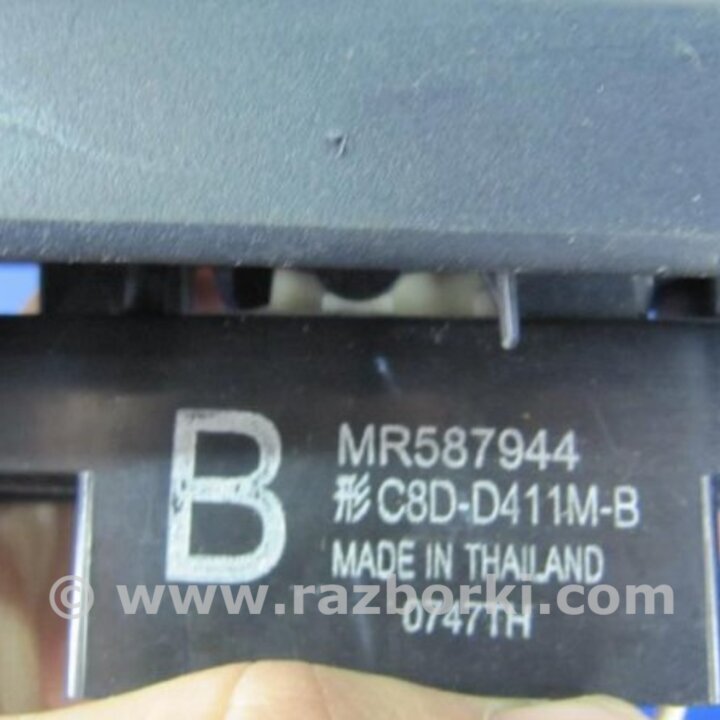 B
MR587944
形 C8D-D411M-B
MADE IN THAILAND
© www.razborki.com
0747TH